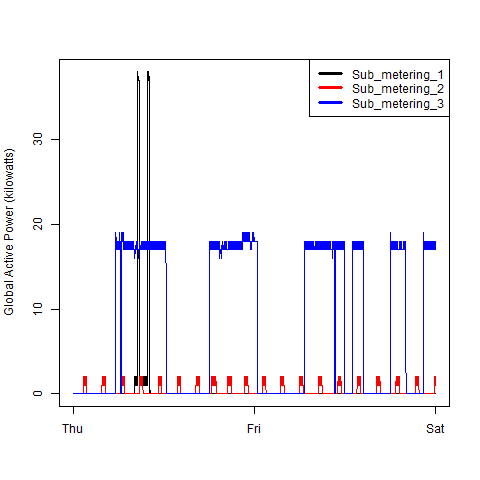 Sub_metering_1
Sub_metering_2
Sub_metering_3
Global Active Power (kilowatts)
30
20
10
0
Thu Fri Sat